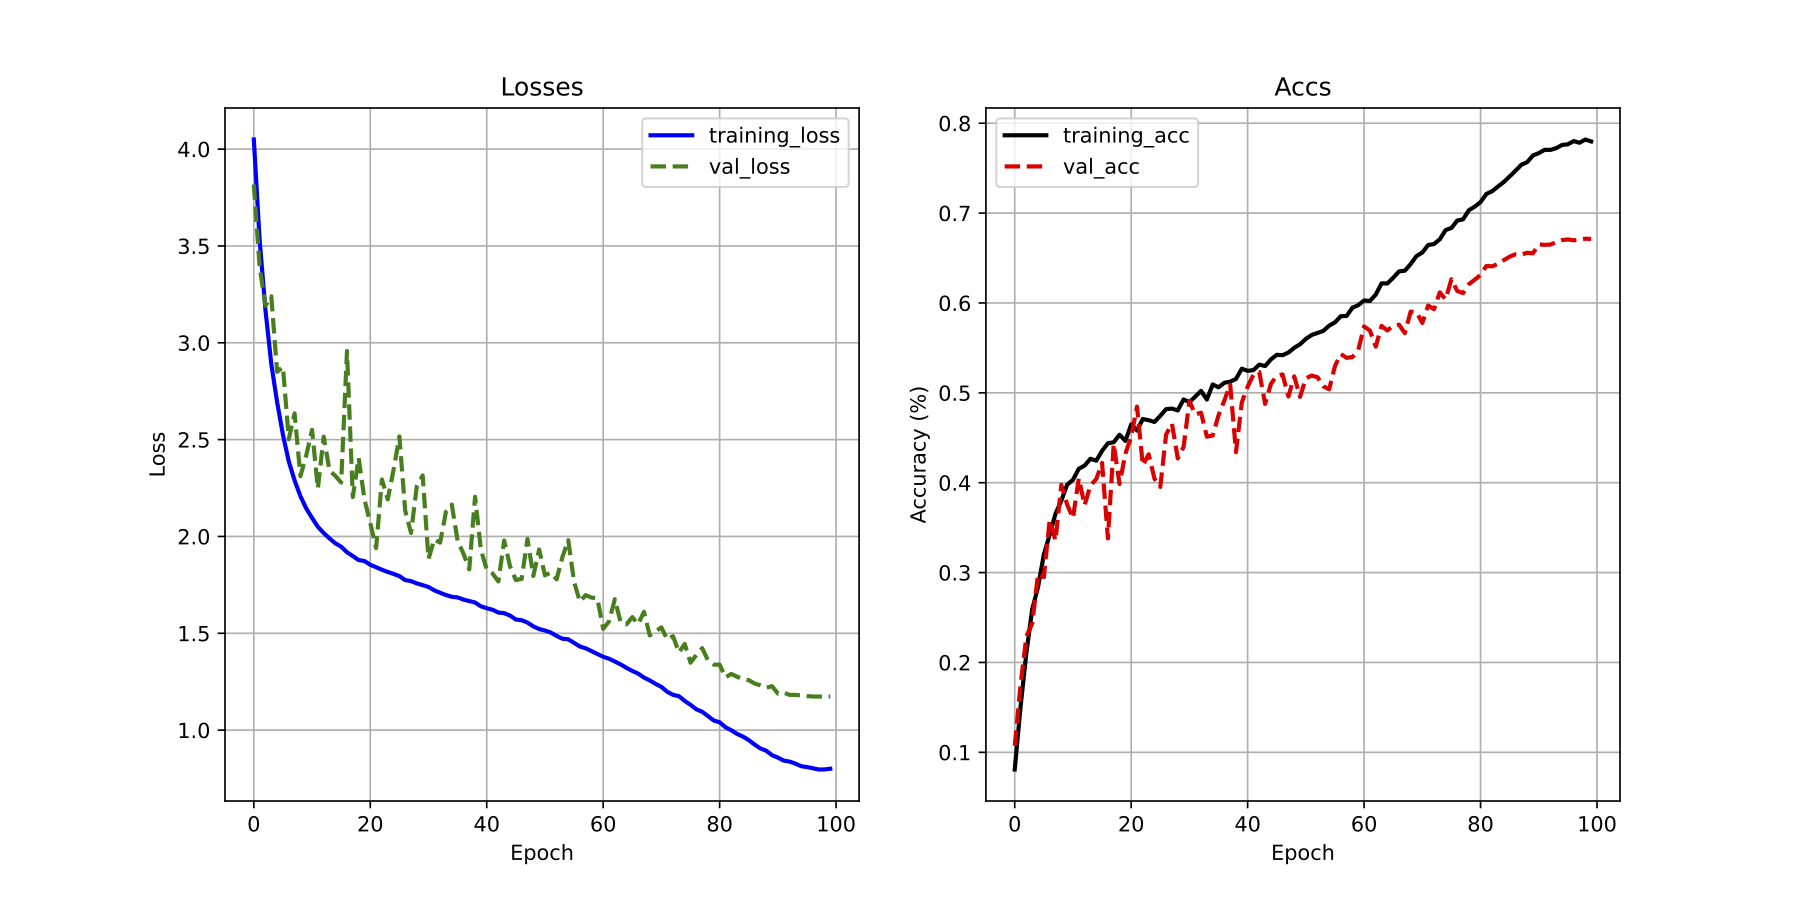 Losses
training_loss
val_loss
4.0
3.5
3.0
2.5
2.0
1.5
1.0
Loss
0 20 40 60 80 100
Epoch
Accs
training_acc
val_acc
0.8
0.7
0.6
0.5
0.4
0.3
0.2
0.1
Accuracy (%)
0 20 40 60 80 100
Epoch